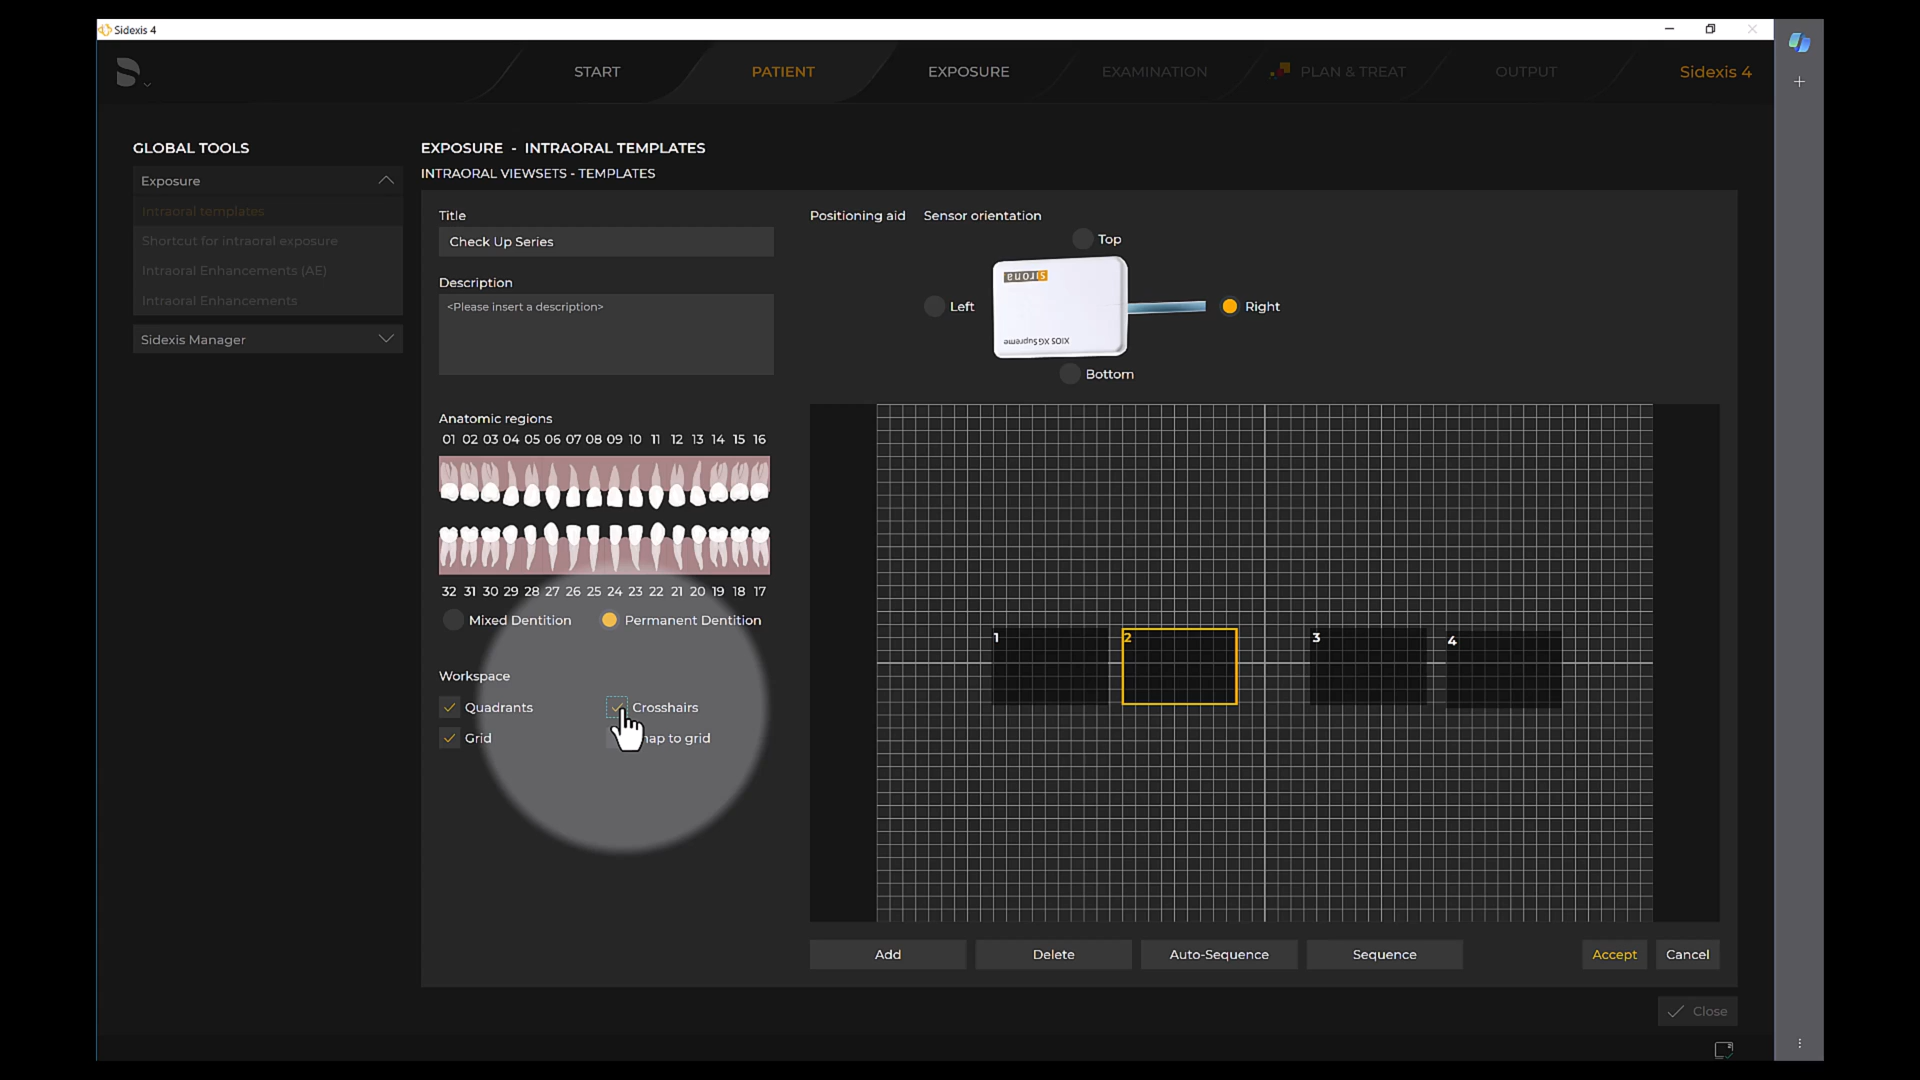 Sidexis 4
START
PATIENT
EXPOSURE
EXAMINATION
PLAN & TREAT
OUTPUT
Sidexis 4
GLOBAL TOOLS
Exposure
Intraoral templates
Shortcut for intraoral exposure
Intraoral Enhancements (AE)
Intraoral Enhancements
Sidexis Manager
EXPOSURE - INTRAORAL TEMPLATES
INTRAORAL VIEWSETS - TEMPLATES
Title
Check Up Series
Description
<Please insert a description>
Positioning aid
Sensor orientation
Top
sirona
Left
Right
XIOS XG Supreme
Bottom
Anatomic regions
01 02 03 04 05 06 07 08 09 10 11 12 13 14 15 16
32 31 30 29 28 27 26 25 24 23 22 21 20 19 18 17
Mixed Dentition
Permanent Dentition
Workspace
Quadrants
Crosshairs
Grid
nap to grid
1
2
3
4
Add
Delete
Auto-Sequence
Sequence
Accept
Cancel
Close